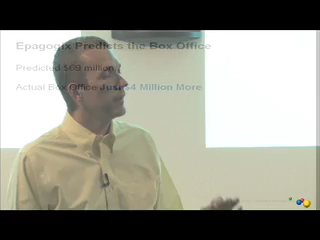 Epagogix Predicts the Box Office
Predicted $69 million
Actual Box Office Just $4 Million More